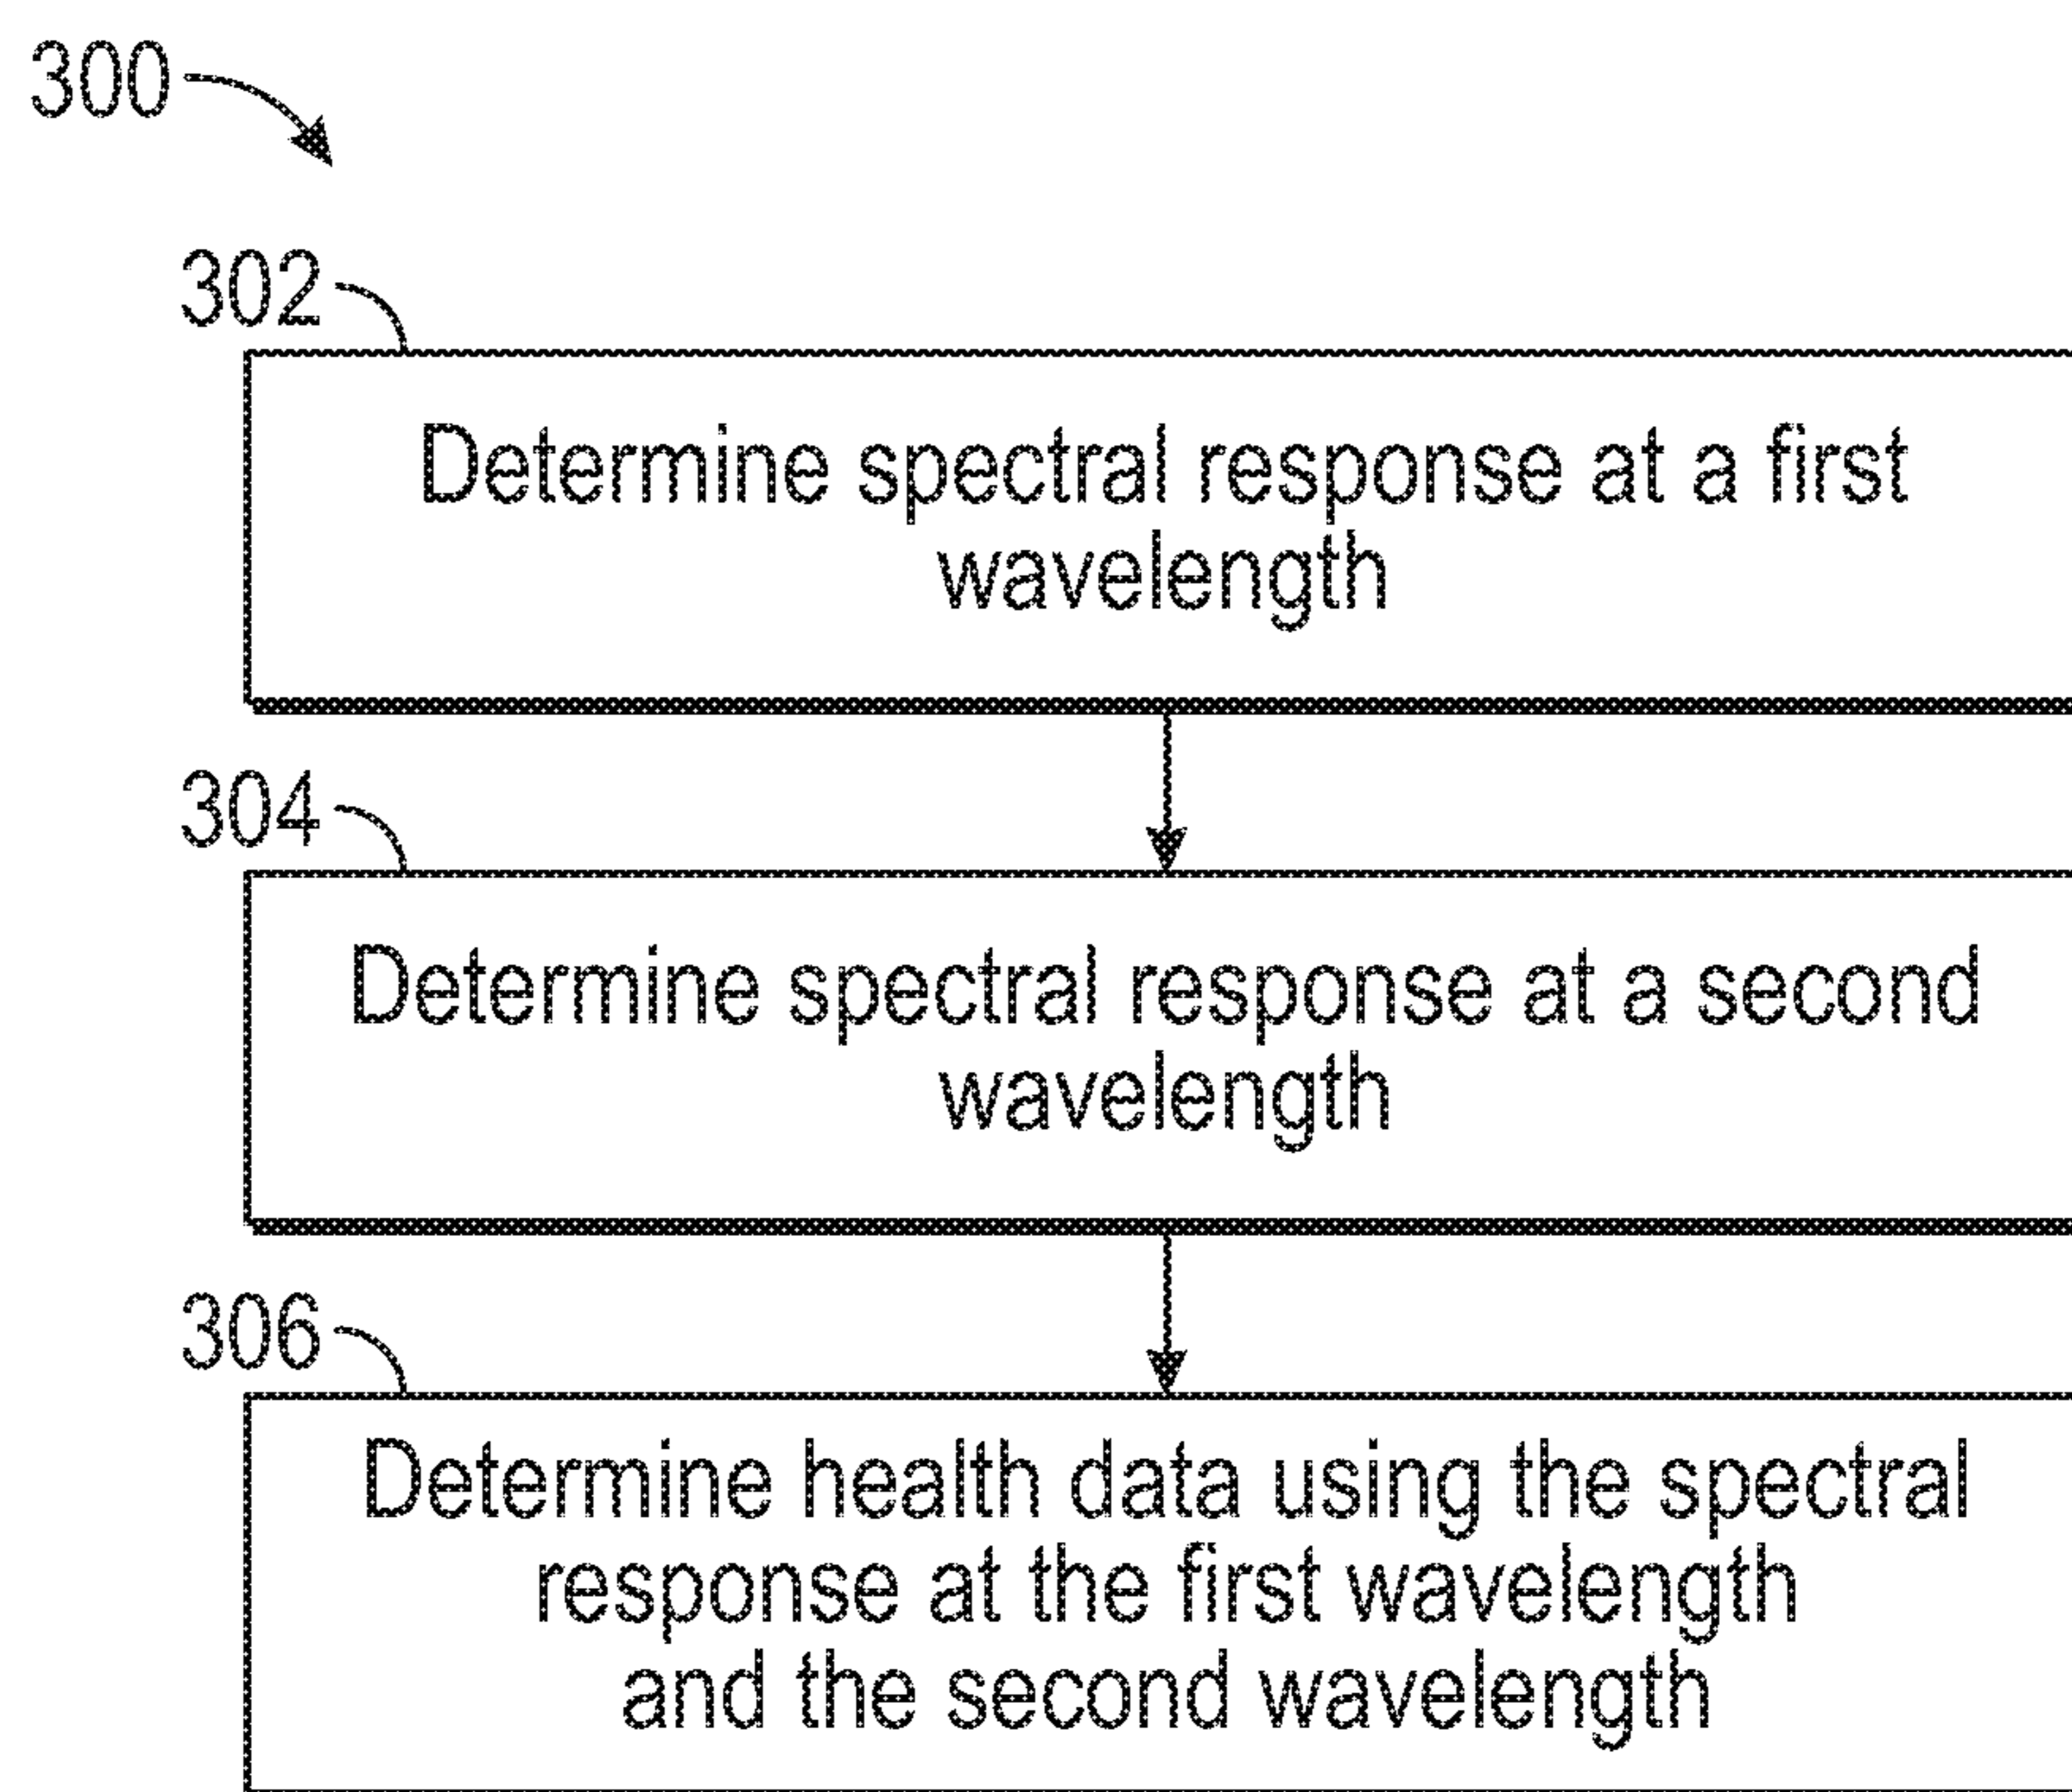 300
302
Determine spectral response at a first
wavelength
304
Determine spectral response at a second
wavelength
306
Determine health data using the spectral
response at the first wavelength
and the second wavelength